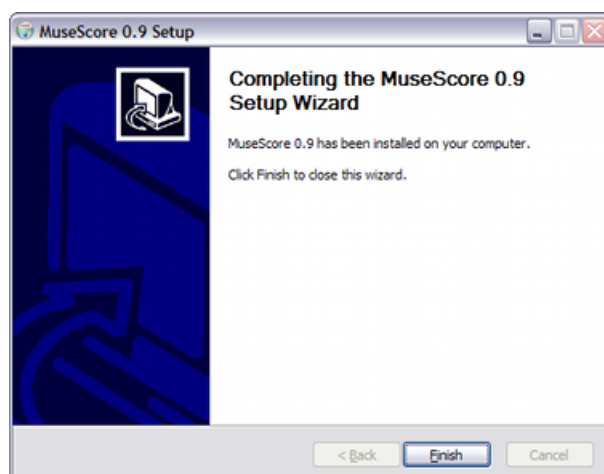 MuseScore 0.9 Setup
Completing the MuseScore 0.9
Setup Wizard
MuseScore 0.9 has been installed on your computer.
Click Finish to close this wizard.
< Back Finish Cancel